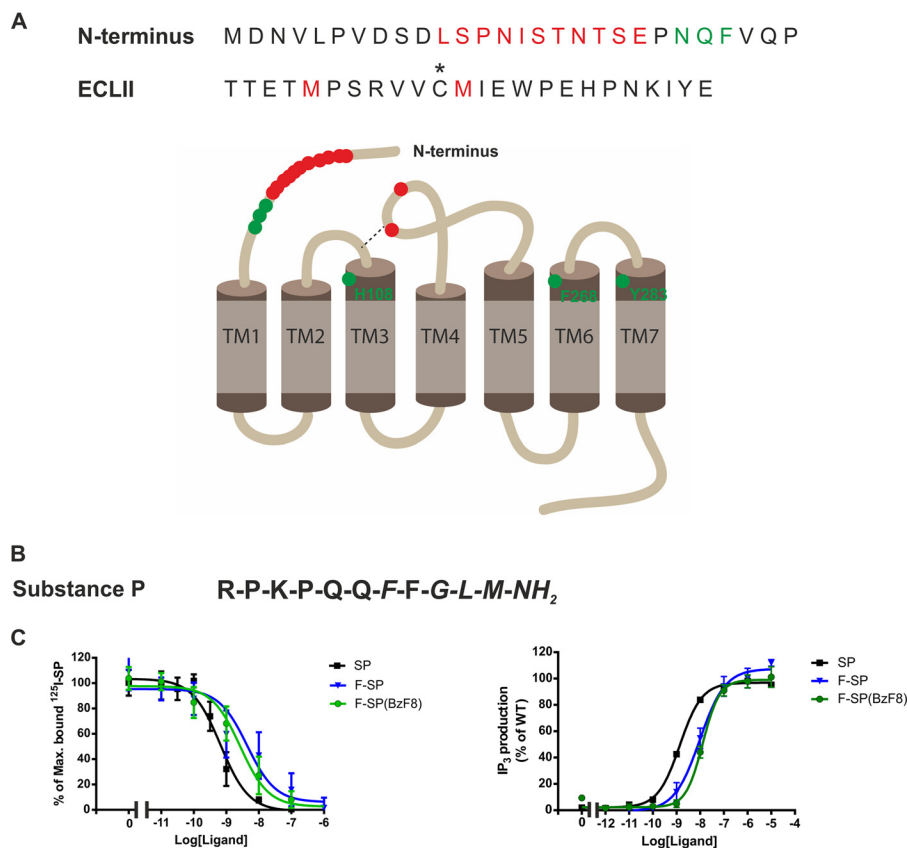 A
N-terminus M D N V L P V D S D L S P N I S T N T S E P N Q F V Q P
*
ECLII T T E T M P S R V V C M I E W P E H P N K I Y E
N-terminus
H108 F268 Y283
TM1 TM2 TM3 TM4 TM5 TM6 TM7
B
Substance P R-P-K-P-Q-Q-F-F-G-L-M-NH2
C
% of Max. bound 125I-SP
120
100
80
60
40
20
0
0 -11 -10 -9 -8 -7 -6
Log[Ligand]
SP
F-SP
F-SP(BzF8)
IP3 production
(% of WT)
120
100
80
60
40
20
0
0 -12 -11 -10 -9 -8 -7 -6 -5 -4
Log[Ligand]
SP
F-SP
F-SP(BzF8)